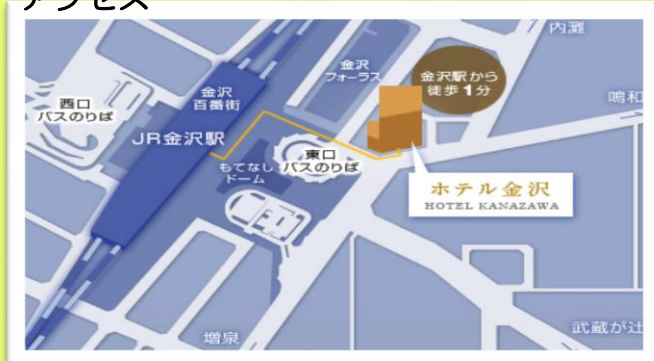 アクセス
内灘
金沢
フォーラス
金沢駅から
徒歩1分
鳴和
金沢
百番街
西口
バスのりば
JR金沢駅
東口
バスのりば
もてなし
ドーム
ホテル金沢
HOTEL KANAZAWA
武蔵が辻
増泉